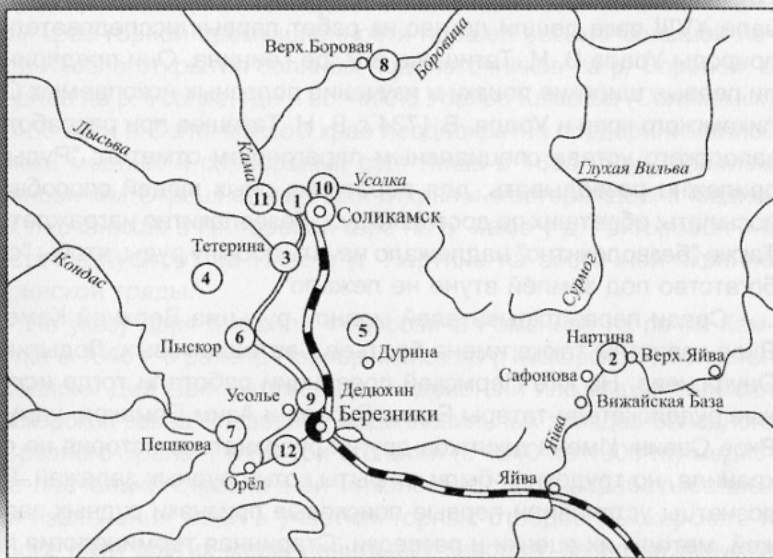 Верх.Боровая
8
Боровица
Лысьва
Кама
10
Усолка
Глухая Вильва
11
1
Соликамск
Тетерина
3
Кондас
4
Сурмог
Пыскор
6
5
Дурина
Нартина
2
Верх.Яйва
Сафонова
Вижайская База
Усолье
9
Дедюхин
Березники
Яйва
7
Пешкова
12
Орёл
Яйва